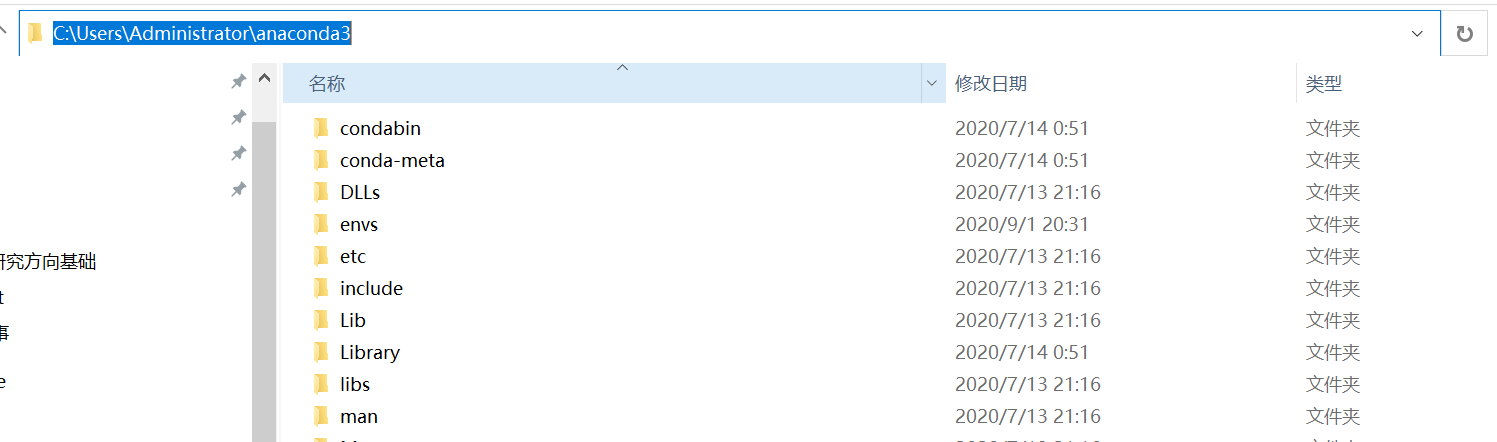 C:\Users\Administrator\anaconda3
名称 修改日期 类型
condabin 2020/7/14 0:51 文件夹
conda-meta 2020/7/14 0:51 文件夹
DLLs 2020/7/13 21:16 文件夹
envs 2020/9/1 20:31 文件夹
研究方向基础
etc 2020/7/13 21:16 文件夹
include 2020/7/13 21:16 文件夹
t
Lib 2020/7/13 21:16 文件夹
事
Library 2020/7/14 0:51 文件夹
libs 2020/7/13 21:16 文件夹
e
man 2020/7/13 21:16 文件夹